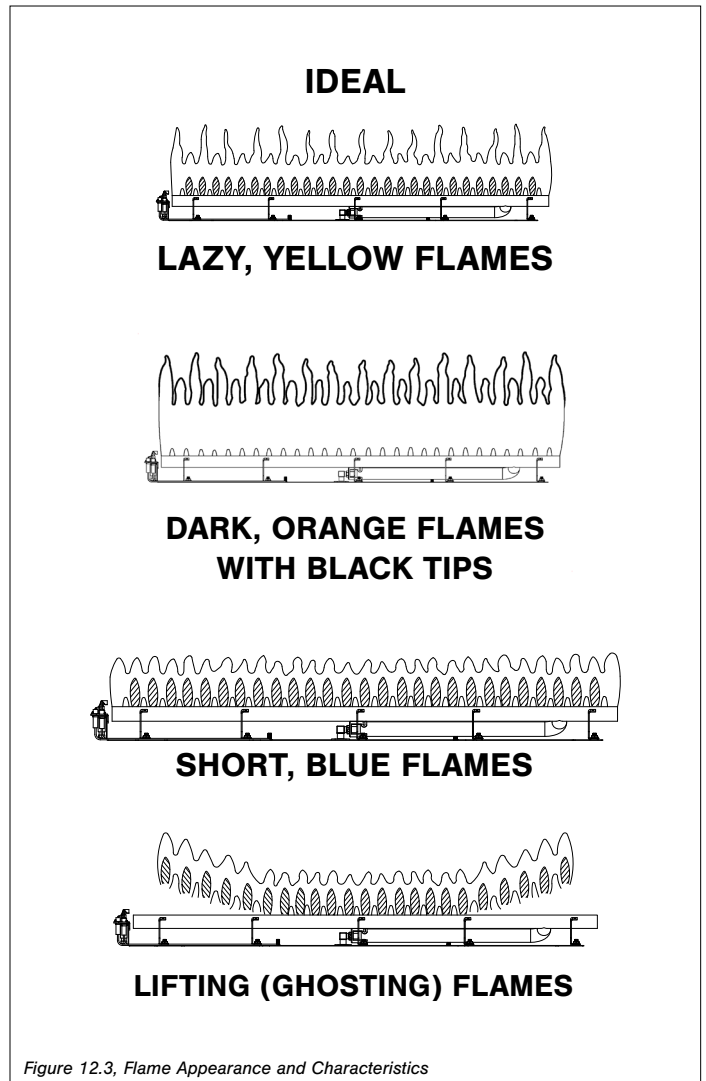 IDEAL
LAZY, YELLOW FLAMES
DARK, ORANGE FLAMES
WITH BLACK TIPS
SHORT, BLUE FLAMES
LIFTING (GHOSTING) FLAMES
Figure 12.3, Flame Appearance and Characteristics